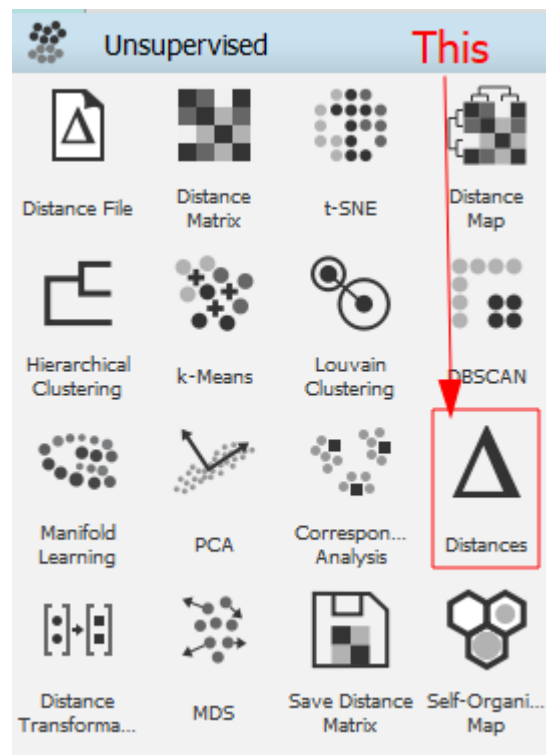 Unsupervised
This
Distance File
Distance
Matrix
t-SNE
Distance
Map
Hierarchical
Clustering
k-Means
Louvain
Clustering
DBSCAN
Manifold
Learning
PCA
Correspon...
Analysis
Distances
Distance
Transforma...
MDS
Save Distance
Matrix
Self-Organi...
Map